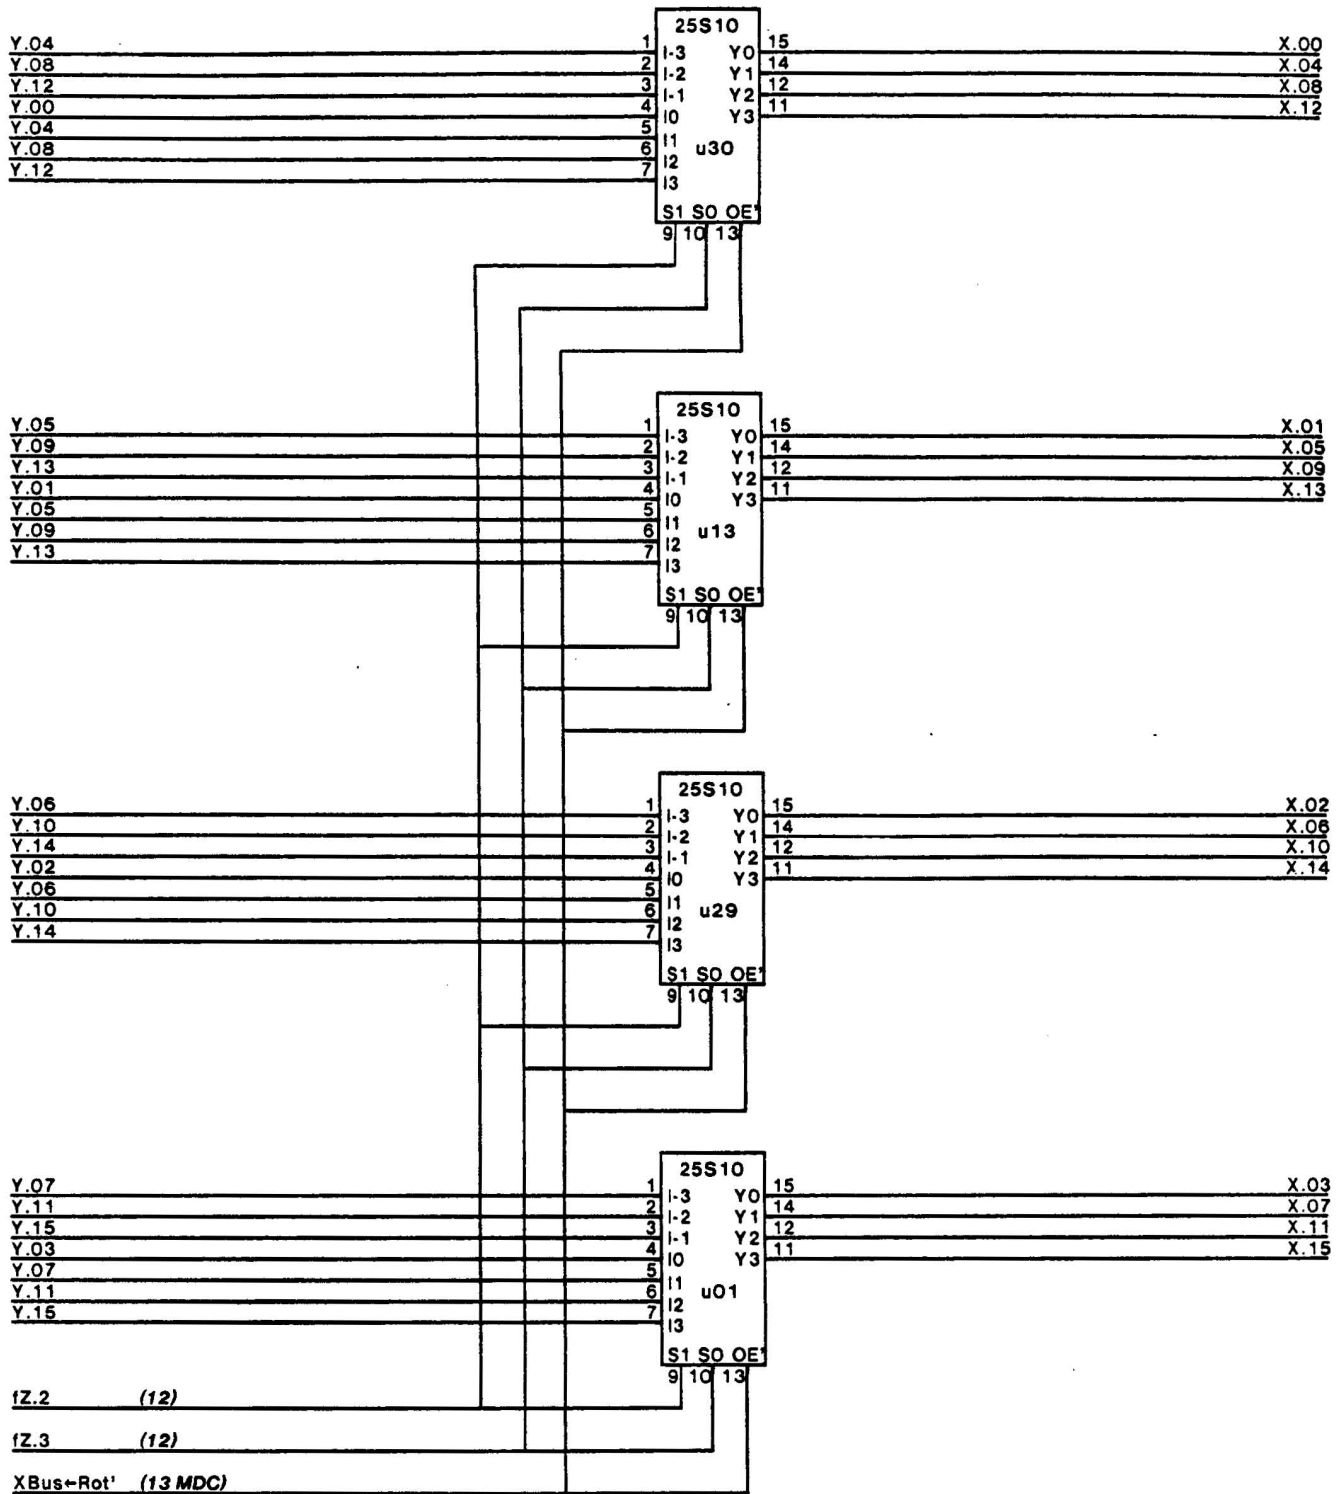 25S10
Y.04 1 I-3 Y0 15 X.00
Y.08 2 I-2 Y1 14 X.04
Y.12 3 I-1 Y2 12 X.08
Y.00 4 I0 Y3 11 X.12
Y.04 5 I1
Y.08 6 I2 u30
Y.12 7 I3
S1 S0 OE'
9 10 13
25S10
Y.05 1 I-3 Y0 15 X.01
Y.09 2 I-2 Y1 14 X.05
Y.13 3 I-1 Y2 12 X.09
Y.01 4 I0 Y3 11 X.13
Y.05 5 I1
Y.09 6 I2 u13
Y.13 7 I3
S1 S0 OE'
9 10 13
25S10
Y.06 1 I-3 Y0 15 X.02
Y.10 2 I-2 Y1 14 X.06
Y.14 3 I-1 Y2 12 X.10
Y.02 4 I0 Y3 11 X.14
Y.06 5 I1
Y.10 6 I2 u29
Y.14 7 I3
S1 S0 OE'
9 10 13
25S10
Y.07 1 I-3 Y0 15 X.03
Y.11 2 I-2 Y1 14 X.07
Y.15 3 I-1 Y2 12 X.11
Y.03 4 I0 Y3 11 X.15
Y.07 5 I1
Y.11 6 I2 u01
Y.15 7 I3
S1 S0 OE'
9 10 13
fZ.2 (12)
fZ.3 (12)
XBus←Rot' (13 MDC)